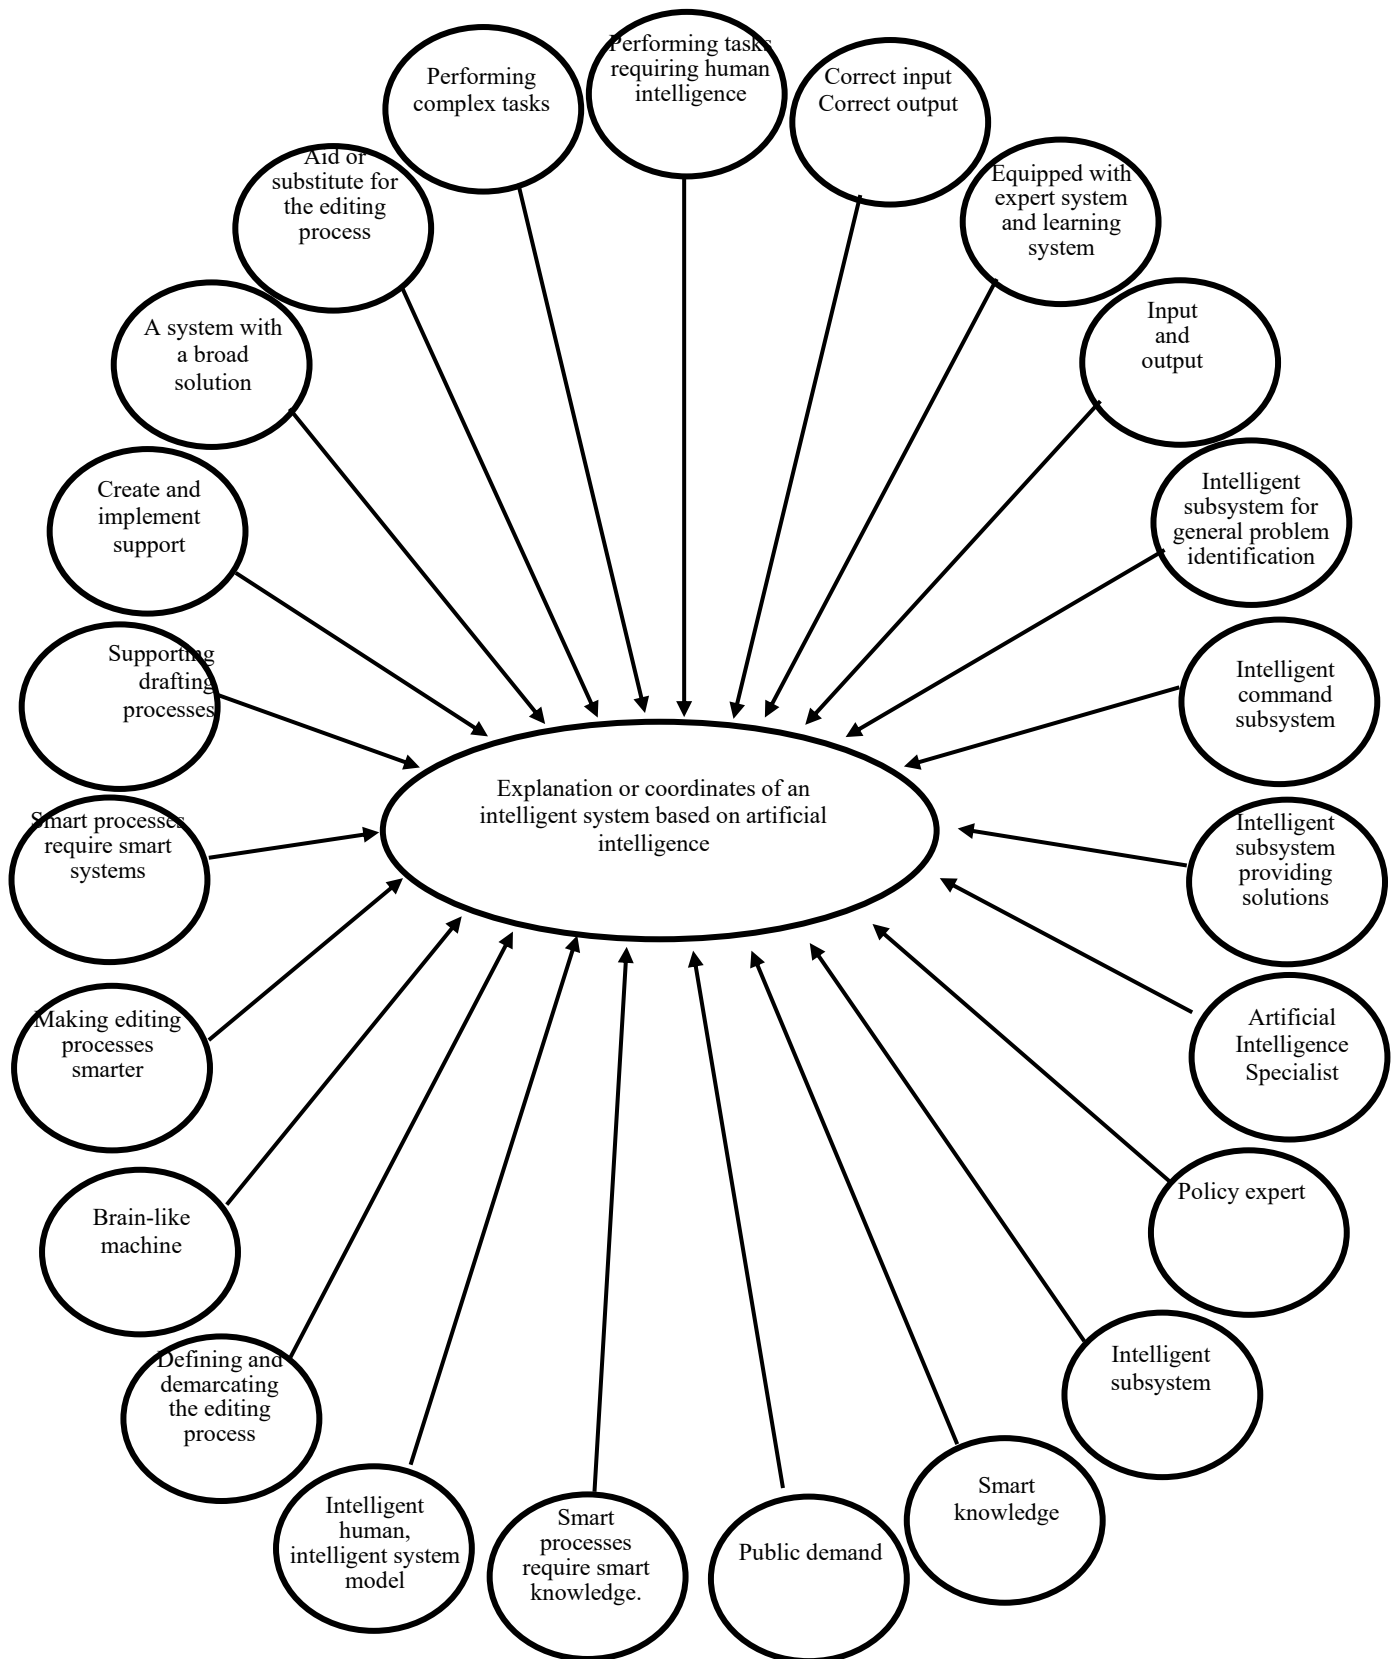 Performing tasks
requiring human
intelligence
Correct input
Correct output
Equipped with
expert system
and learning
system
Input
and
output
Intelligent
subsystem for
general problem
identification
Intelligent
command
subsystem
Intelligent
subsystem
providing
solutions
Artificial
Intelligence
Specialist
Policy expert
Intelligent
subsystem
Smart
knowledge
Public demand
Smart
processes
require smart
knowledge.
Intelligent
human,
intelligent system
model
Defining and
demarcating
the editing
process
Brain-like
machine
Making editing
processes
smarter
Smart processes
require smart
systems
Supporting
drafting
processes
Create and
implement
support
A system with
a broad
solution
Aid or
substitute for
the editing
process
Performing
complex tasks
Explanation or coordinates of an
intelligent system based on artificial
intelligence